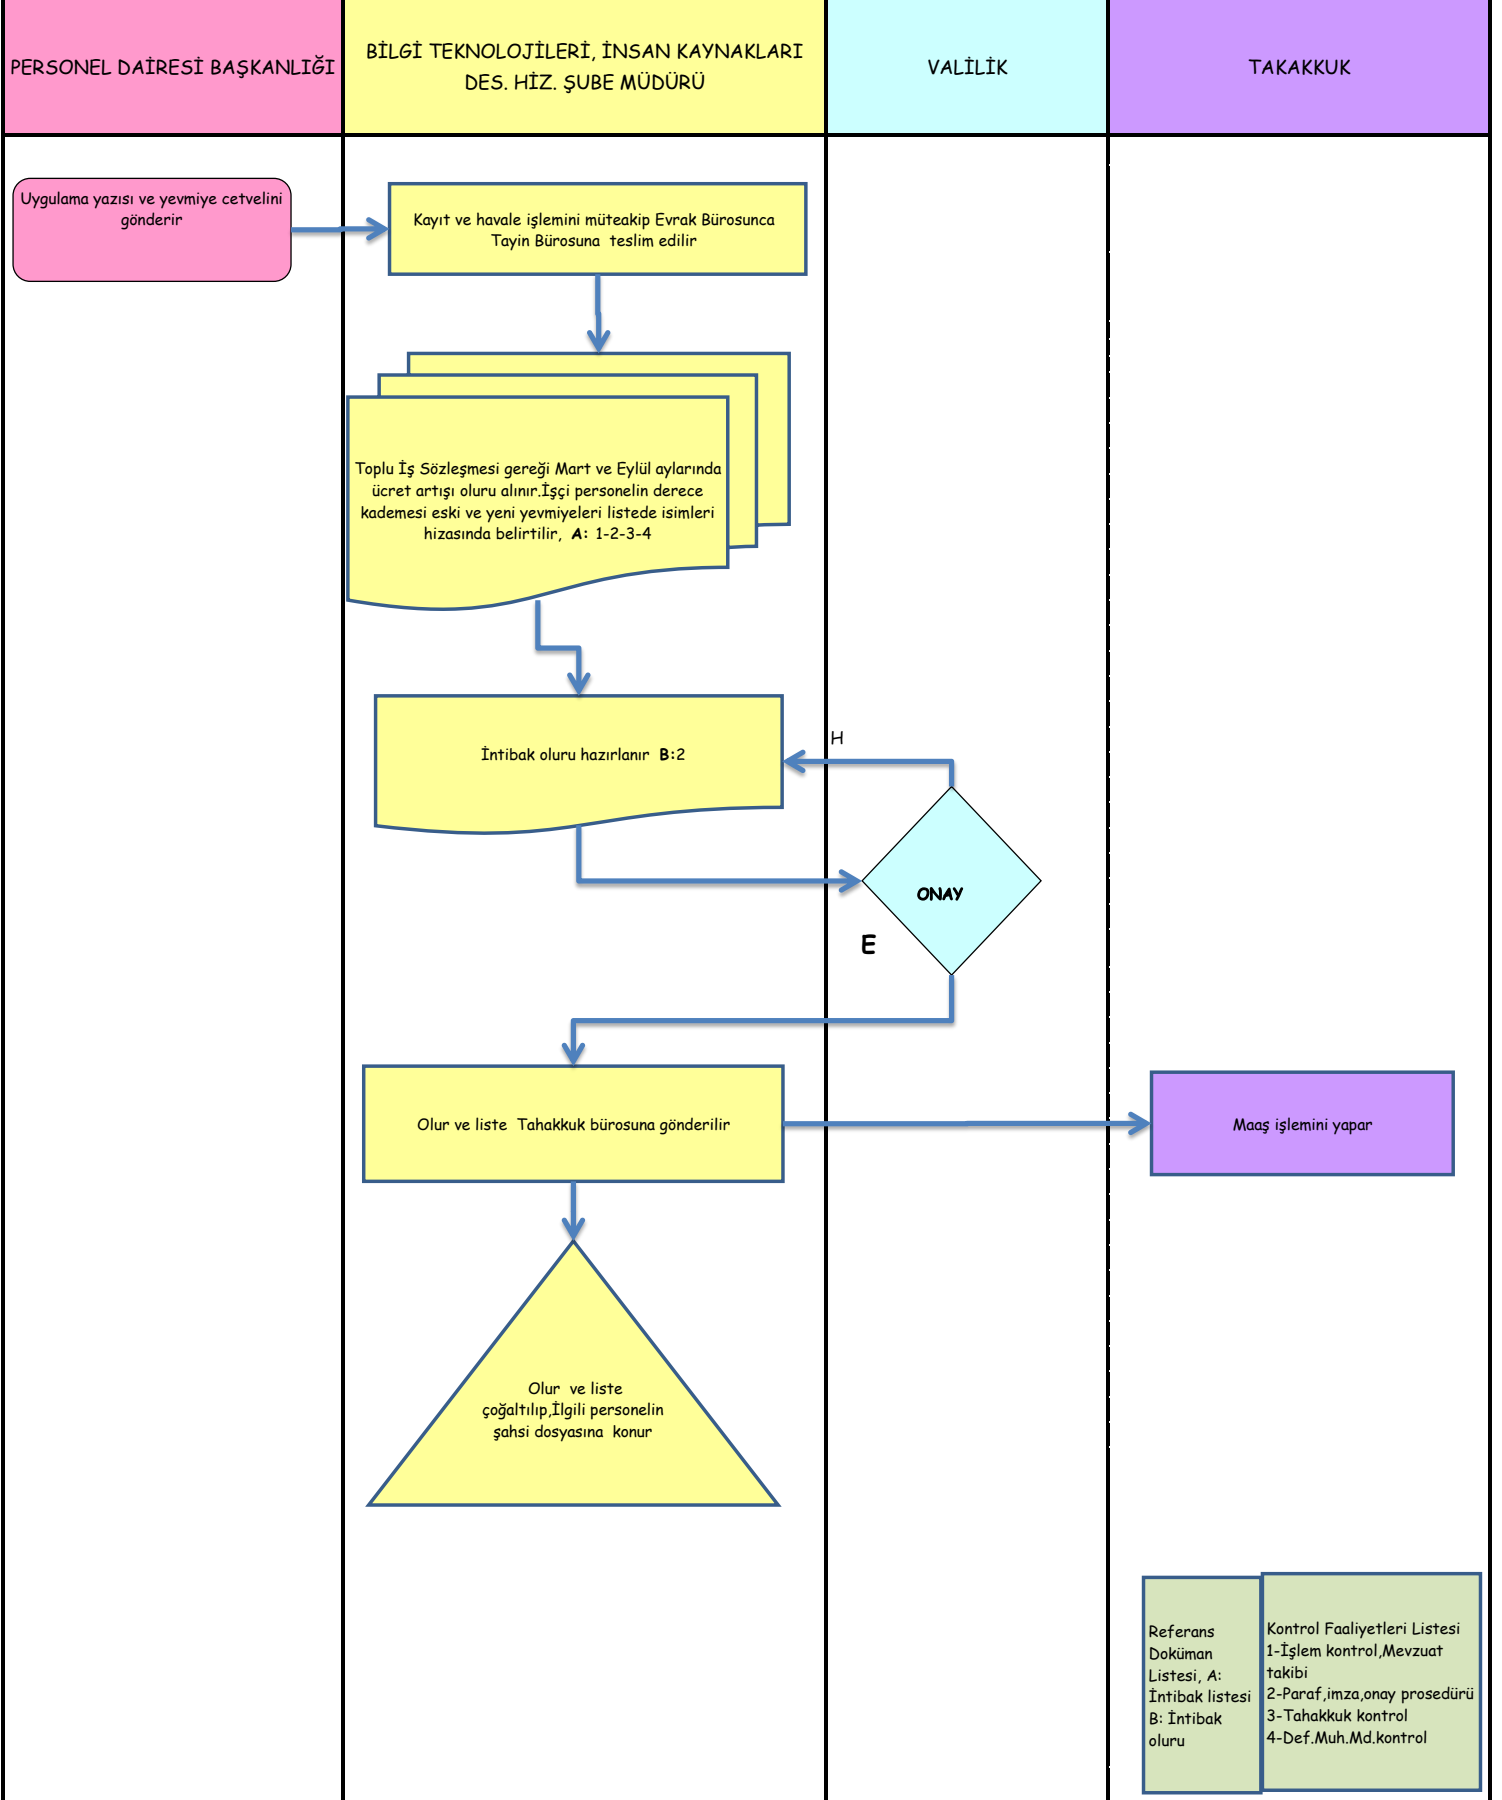 PERSONEL DAİRESİ BAŞKANLIĞI
BİLGİ TEKNOLOJİLERİ, İNSAN KAYNAKLARI
DES. HİZ. ŞUBE MÜDÜRÜ
VALİLİK
TAKAKKUK
Uygulama yazısı ve yevmiye cetvelini
gönderir
Kayıt ve havale işlemini müteakip Evrak Bürosunca
Tayin Bürosuna  teslim edilir
Toplu İş Sözleşmesi gereği Mart ve Eylül aylarında
ücret artışı oluru alınır.İşçi personelin derece
kademesi eski ve yeni yevmiyeleri listede isimleri
hizasında belirtilir,  A: 1-2-3-4
H
İntibak oluru hazırlanır  B:2
ONAY
E
Olur ve liste  Tahakkuk bürosuna gönderilir
Maaş işlemini yapar
Olur  ve liste
çoğaltılıp,İlgili personelin
şahsi dosyasına  konur
Referans
Doküman
Listesi, A:
İntibak listesi
B: İntibak
oluru
Kontrol Faaliyetleri Listesi
1-İşlem kontrol,Mevzuat
takibi
2-Paraf,imza,onay prosedürü
3-Tahakkuk kontrol
4-Def.Muh.Md.kontrol